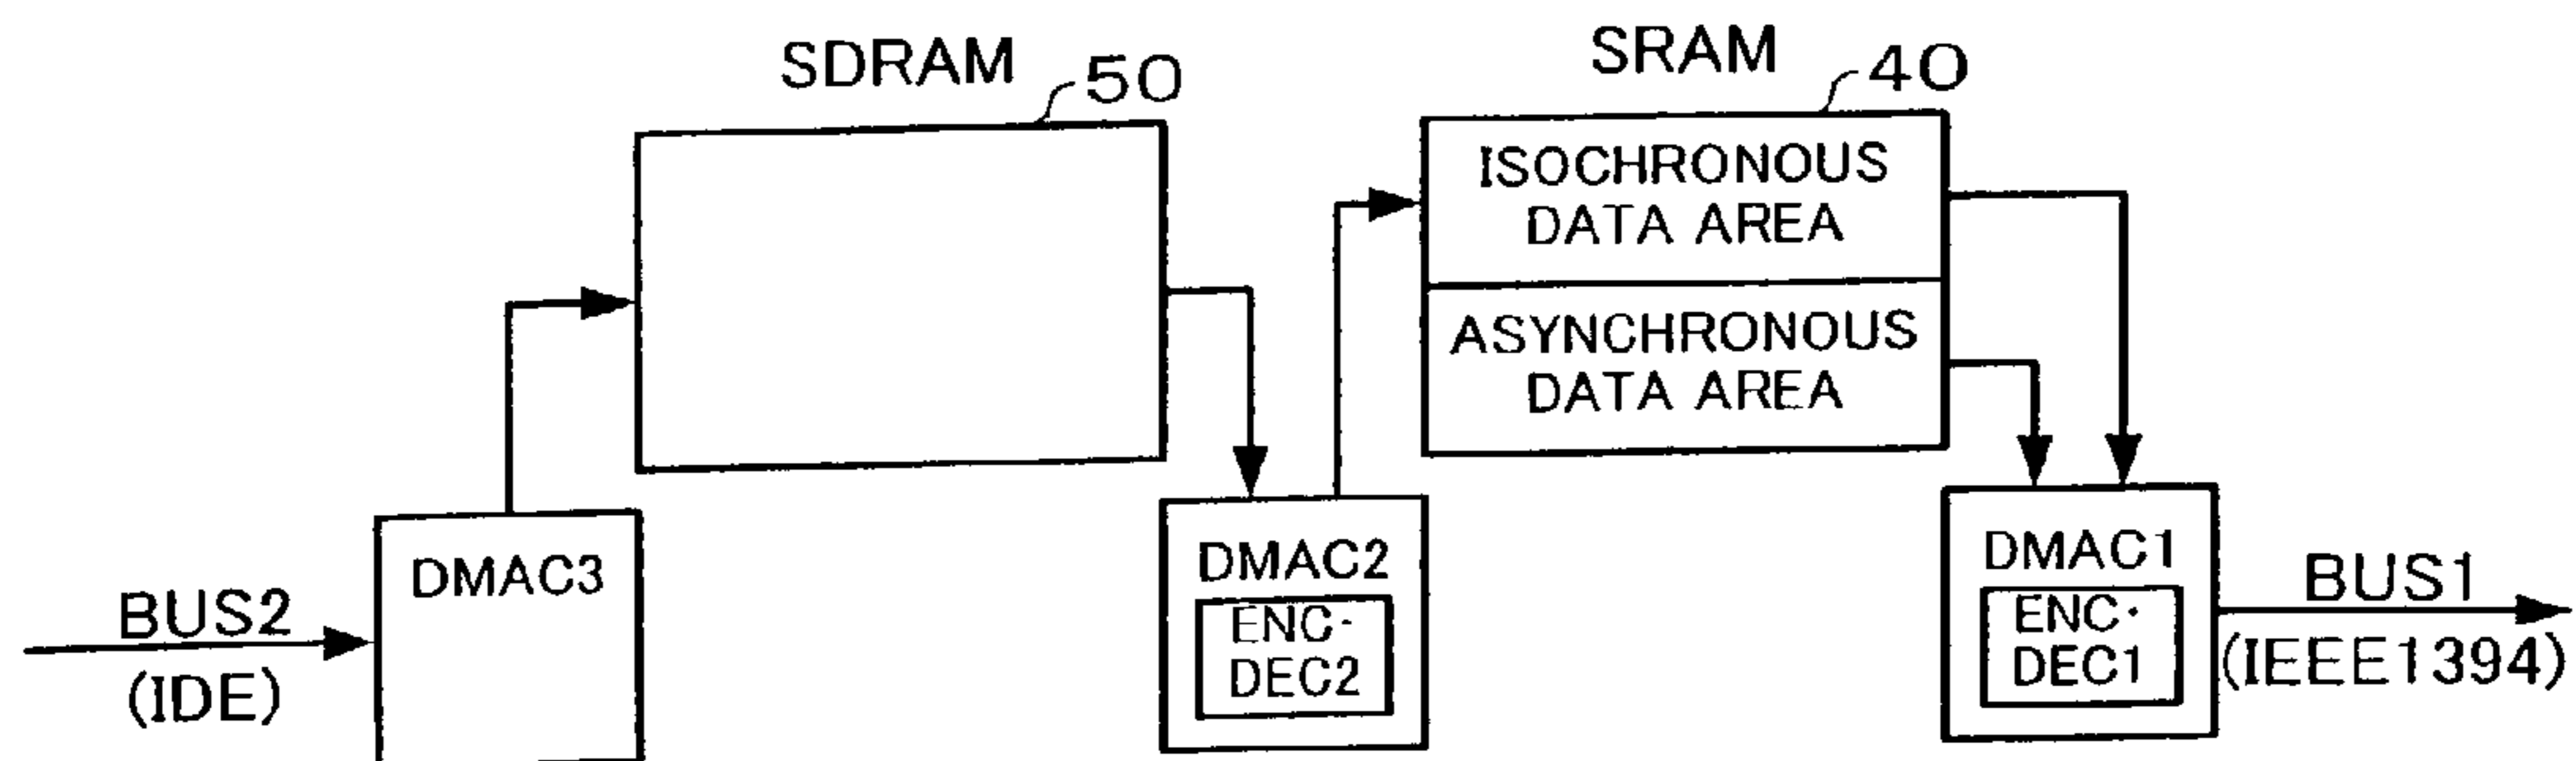 SDRAM
50
SRAM
40
ISOCHRONOUS
DATA AREA
ASYNCHRONOUS
DATA AREA
DMAC3
BUS2
(IDE)
DMAC2
ENC·
DEC2
DMAC1
ENC·
DEC1
BUS1
(IEEE1394)